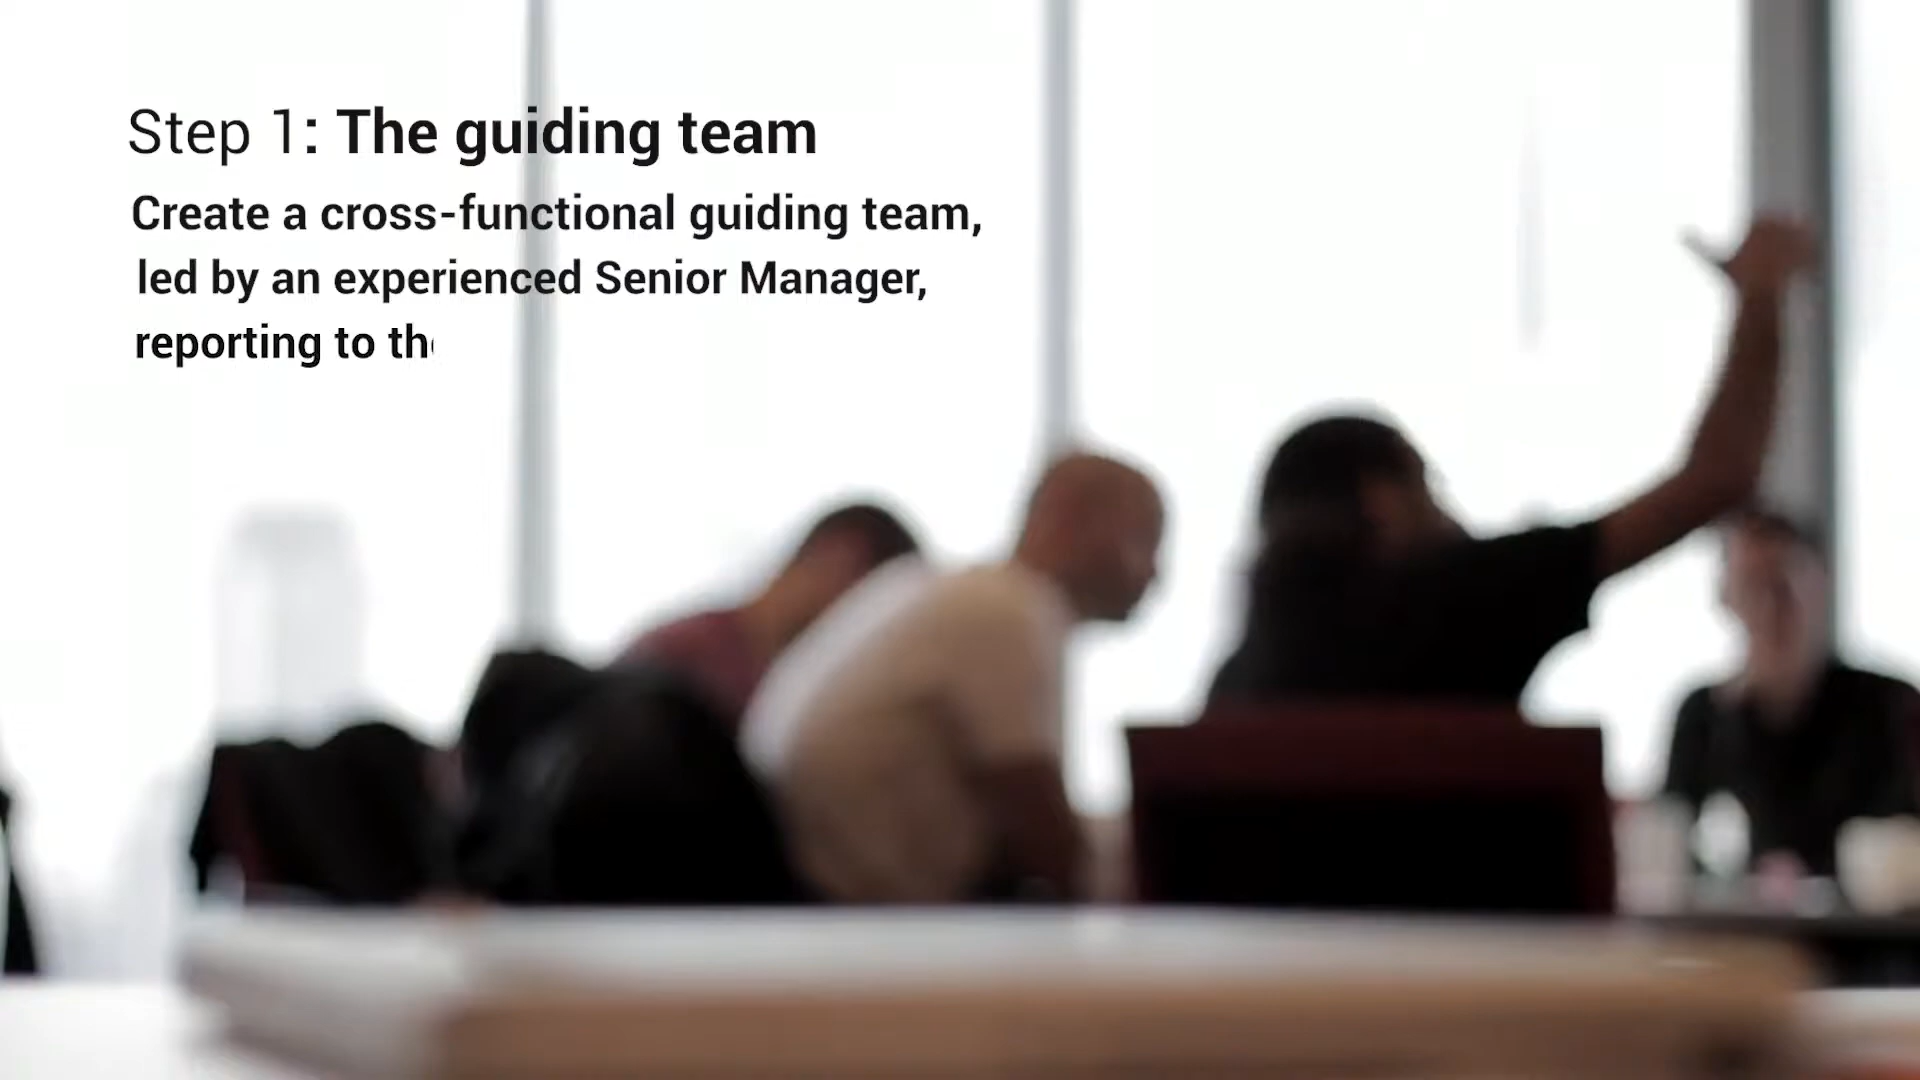 Step 1: The guiding team
Create a cross-functional guiding team,
led by an experienced Senior Manager,
reporting to